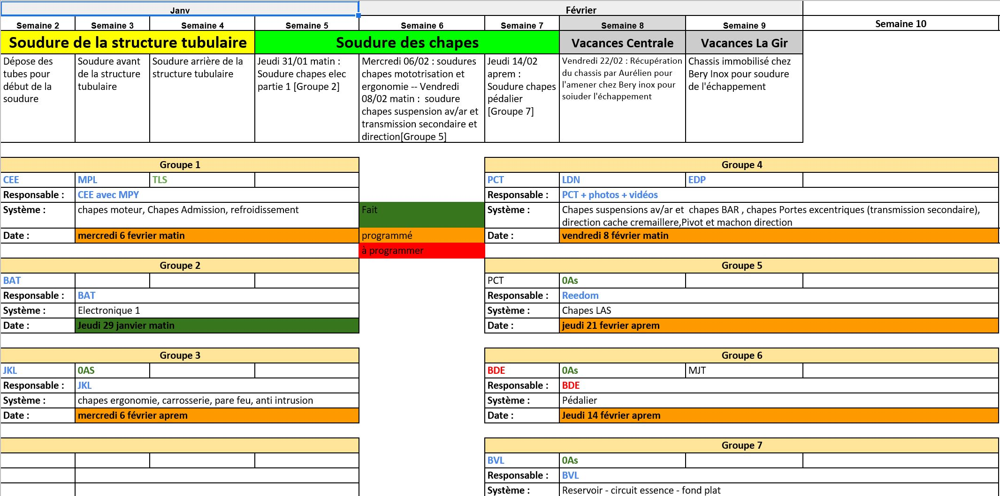 Janv Février
Semaine 2 Semaine 3 Semaine 4 Semaine 5 Semaine 6 Semaine 7 Semaine 8 Semaine 9 Semaine 10
Soudure de la structure tubulaire Soudure des chapes Vacances Centrale Vacances La Gir
Dépose des
tubes pour
début de la
soudure
Soudure avant
de la structure
tubulaire
Soudure arrière de la
structure tubulaire
Jeudi 31/01 matin :
Soudure chapes elec
partie 1 [Groupe 2]
Mercredi 06/02 : soudures
chapes mototrisation et
ergonomie -- Vendredi
08/02 matin :  soudure
chapes suspension av/ar et
transmission secondaire et
direction[Groupe 5]
Jeudi 14/02
aprem :
Soudure chapes
pédalier
[Groupe 7]
Vendredi 22/02 : Récupération
du chassis par Aurélien pour
l'amener chez Bery inox pour
soiuder l'échappement
Chassis immobilisé chez
Bery Inox pour soudure
de l'échappement
Groupe 1
CEE MPL TLS
Responsable : CEE avec MPY
Système : chapes moteur, Chapes Admission, refroidissement
Date : mercredi 6 fevrier matin
Fait
programmé
à programmer
Groupe 4
PCT LDN EDP
Responsable : PCT + photos + vidéos
Système : Chapes suspensions av/ar et  chapes BAR , chapes Portes excentriques (transmission secondaire),
direction cache cremaillere,Pivot et machon direction
Date : vendredi 8 février matin
Groupe 2
BAT
Responsable : BAT
Système : Electronique 1
Date : Jeudi 29 janvier matin
Groupe 5
PCT 0As
Responsable : Reedom
Système : Chapes LAS
Date : jeudi 21 fevrier aprem
Groupe 3
JKL 0AS
Responsable : JKL
Système : chapes ergonomie, carrosserie, pare feu, anti intrusion
Date : mercredi 6 février aprem
Groupe 6
BDE 0As MJT
Responsable : BDE
Système : Pédalier
Date : Jeudi 14 février aprem
Groupe 7
BVL 0As
Responsable : BVL
Système : Reservoir - circuit essence - fond plat